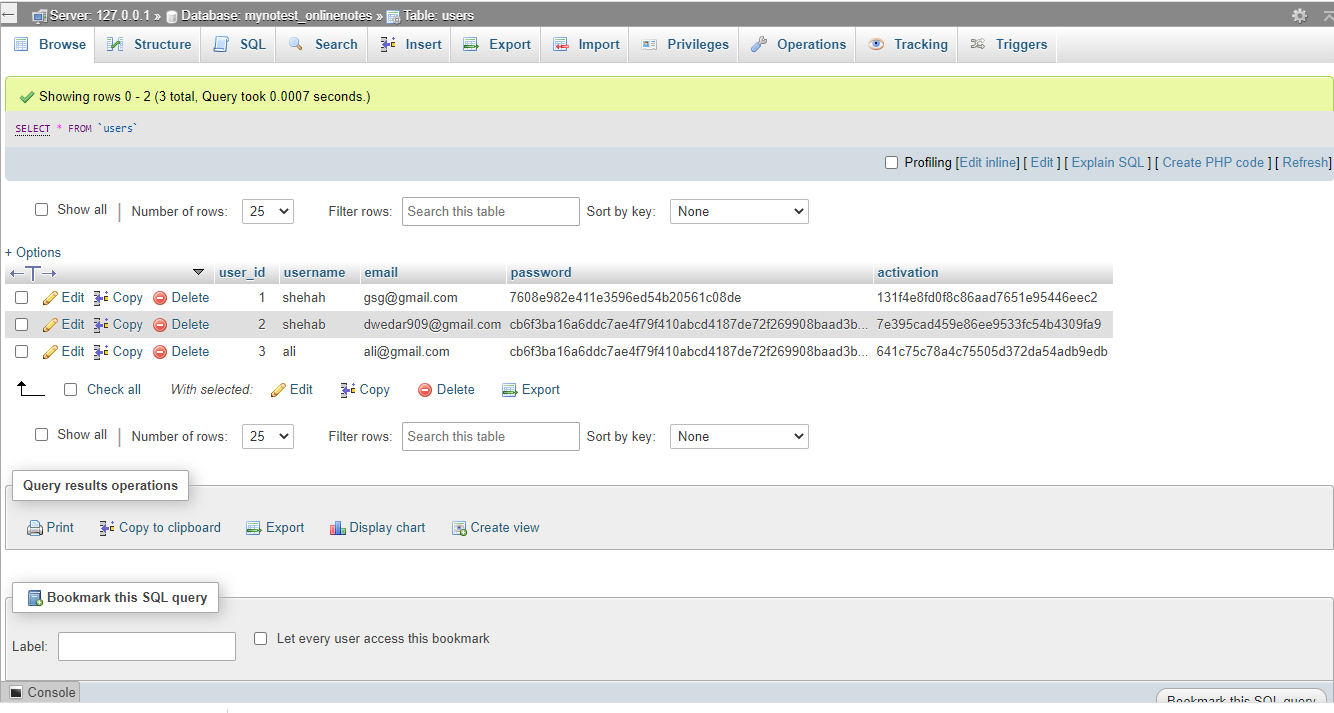 Server: 127.0.0.1 » Database: mynotest_onlinenotes » Table: users
Browse Structure SQL Search Insert Export Import Privileges Operations Tracking Triggers
Showing rows 0 - 2 (3 total, Query took 0.0007 seconds.)
SELECT * FROM `users`
Profiling [Edit inline] [ Edit ] [ Explain SQL ] [ Create PHP code ] [ Refresh]
Show all | Number of rows: 25 Filter rows: Search this table Sort by key: None
+ Options
←T→ user_id username email password activation
Edit Copy Delete 1 shehah gsg@gmail.com 7608e982e411e3596ed54b20561c08de 131f4e8fd0f8c86aad7651e95446eec2
Edit Copy Delete 2 shehab dwedar909@gmail.com cb6f3ba16a6ddc7ae4f79f410abcd4187de72f269908baad3b... 7e395cad459e86ee9533fc54b4309fa9
Edit Copy Delete 3 ali ali@gmail.com cb6f3ba16a6ddc7ae4f79f410abcd4187de72f269908baad3b... 641c75c78a4c75505d372da54adb9edb
Check all With selected: Edit Copy Delete Export
Show all | Number of rows: 25 Filter rows: Search this table Sort by key: None
Query results operations
Print Copy to clipboard Export Display chart Create view
Bookmark this SQL query
Label: Let every user access this bookmark
Console
Bookmark this SQL query